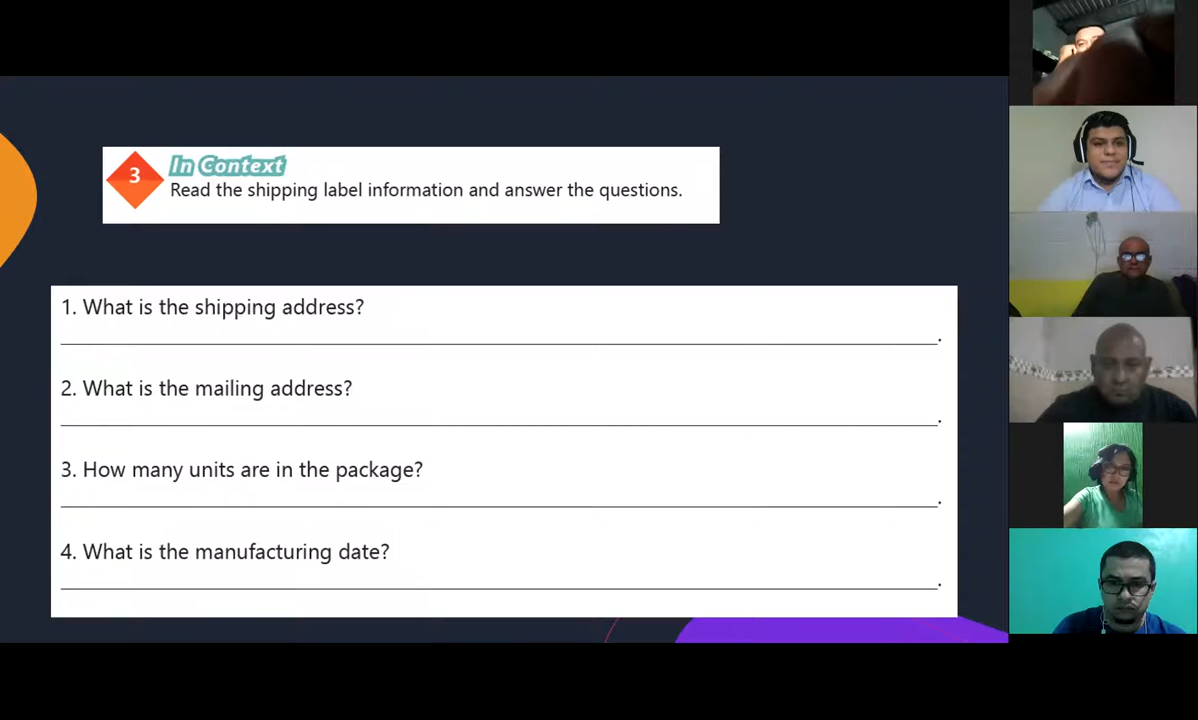 3
In Context
Read the shipping label information and answer the questions.
1. What is the shipping address?
.
2. What is the mailing address?
.
3. How many units are in the package?
.
4. What is the manufacturing date?
.